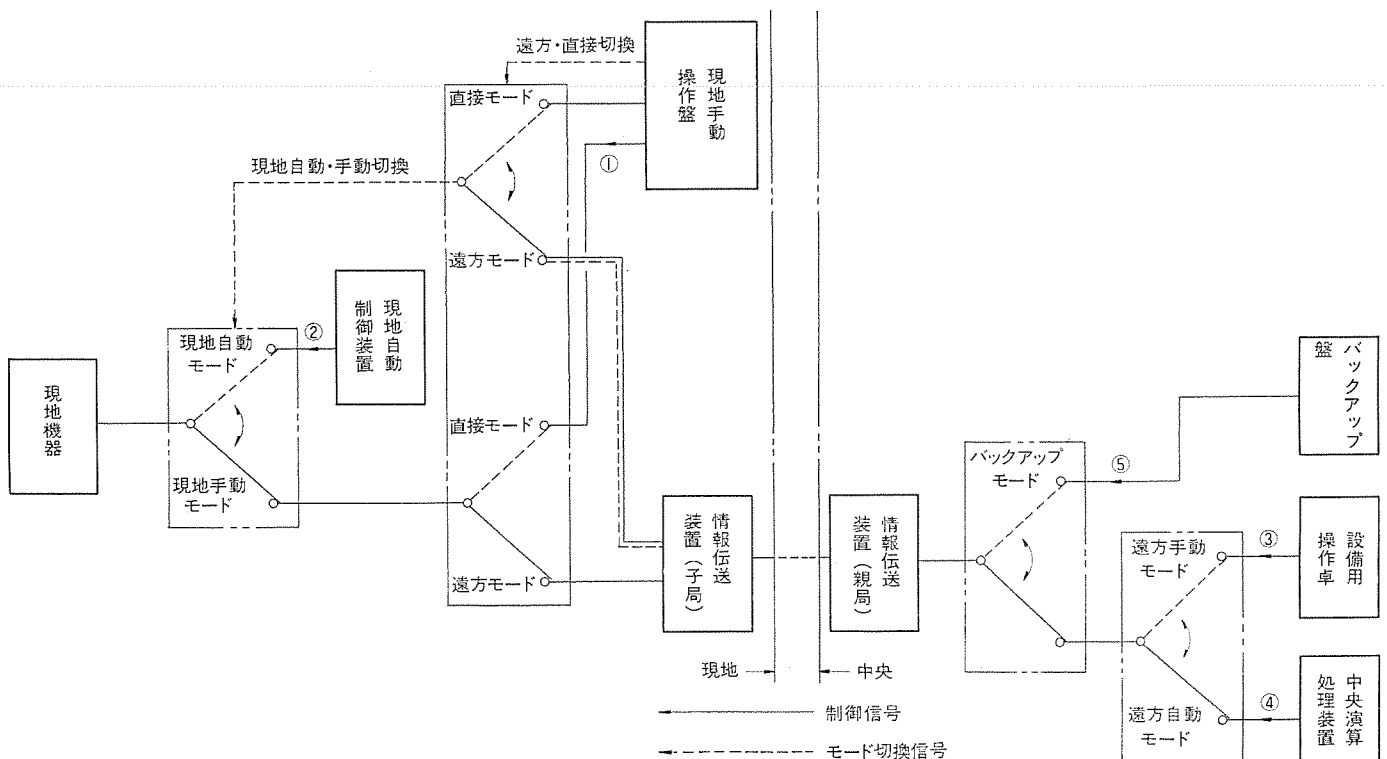 遠方・直接切換
現地手動
操作盤
直接モード
①
現地自動・手動切換
遠方モード
現地自動
制御装置
②
現地自動
モード
現地機器
直接モード
現地手動
モード
遠方モード
情報伝送
装置(子局)
情報伝送
装置(親局)
バックアップ
盤
バックアップ
モード
⑤
設備用
操作卓
③
遠方手動
モード
中央演算
処理装置
④
遠方自動
モード
現地
中央
制御信号
モード切換信号